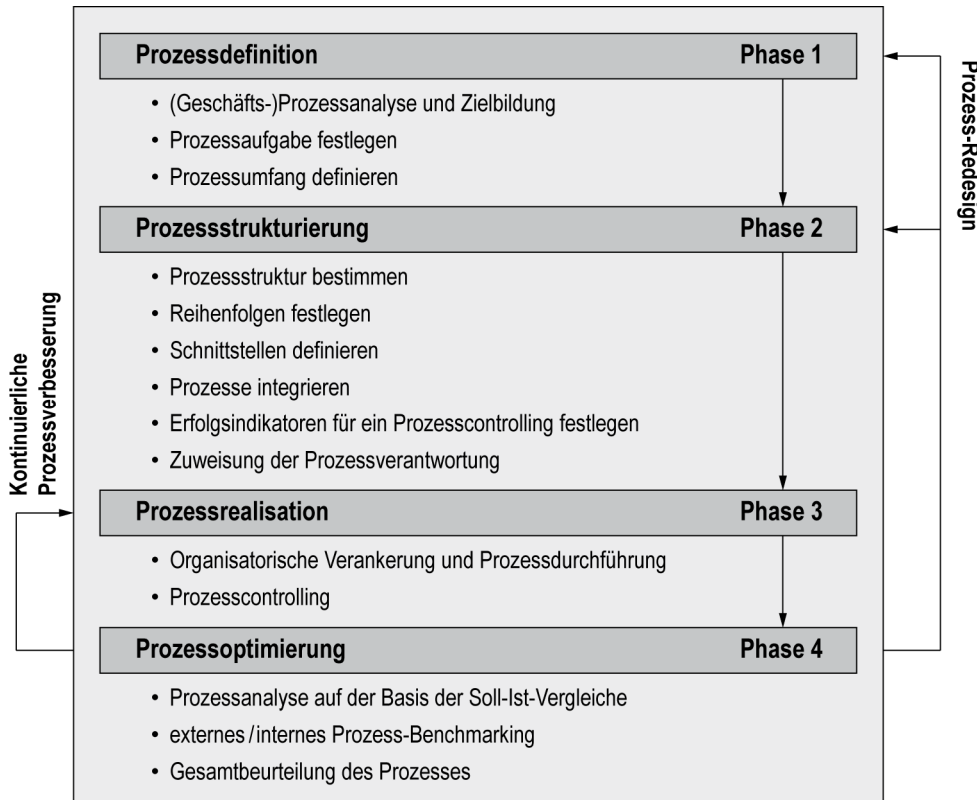 Prozessdefinition Phase 1
• (Geschäfts-)Prozessanalyse und Zielbildung
• Prozessaufgabe festlegen
• Prozessumfang definieren
Prozessstrukturierung Phase 2
• Prozessstruktur bestimmen
• Reihenfolgen festlegen
• Schnittstellen definieren
• Prozesse integrieren
• Erfolgsindikatoren für ein Prozesscontrolling festlegen
• Zuweisung der Prozessverantwortung
Prozessrealisation Phase 3
• Organisatorische Verankerung und Prozessdurchführung
• Prozesscontrolling
Prozessoptimierung Phase 4
• Prozessanalyse auf der Basis der Soll-Ist-Vergleiche
• externes/internes Prozess-Benchmarking
• Gesamtbeurteilung des Prozesses
Kontinuierliche
Prozessverbesserung
Prozess-Redesign